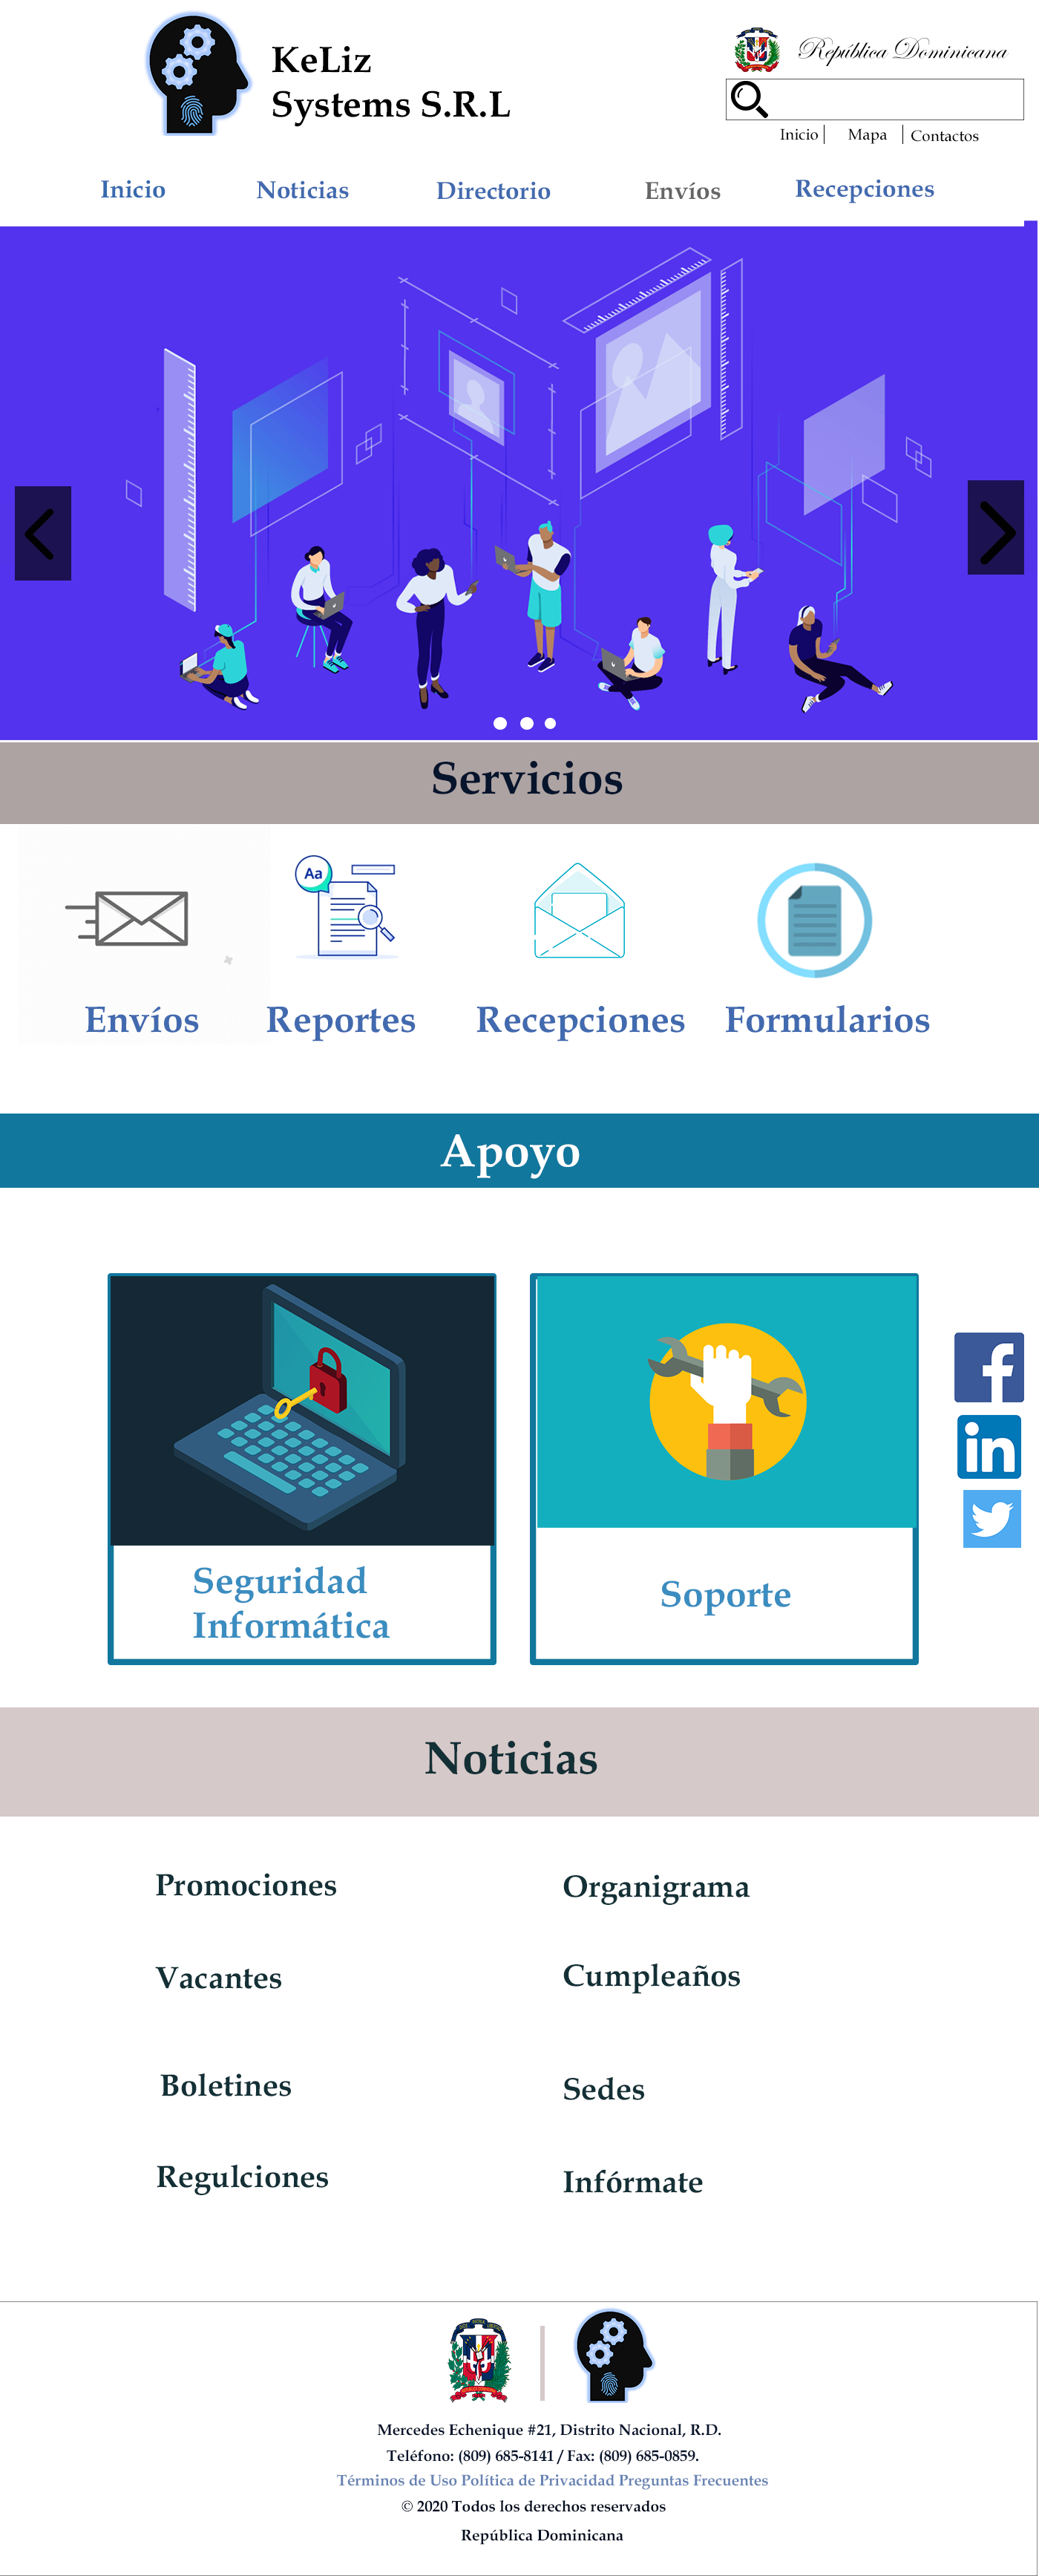 KeLiz
Systems S.R.L
República Dominicana
Inicio
Mapa
Contactos
Inicio
Noticias
Directorio
Envíos
Recepciones
Servicios
Aa
Envíos
Reportes
Recepciones
Formularios
Apoyo
Seguridad
Informática
Soporte
f
in
Noticias
Promociones
Organigrama
Vacantes
Cumpleaños
Boletines
Sedes
Regulciones
Infórmate
Mercedes Echenique #21, Distrito Nacional, R.D.
Teléfono: (809) 685-8141 / Fax: (809) 685-0859.
Términos de Uso Política de Privacidad Preguntas Frecuentes
© 2020 Todos los derechos reservados
República Dominicana